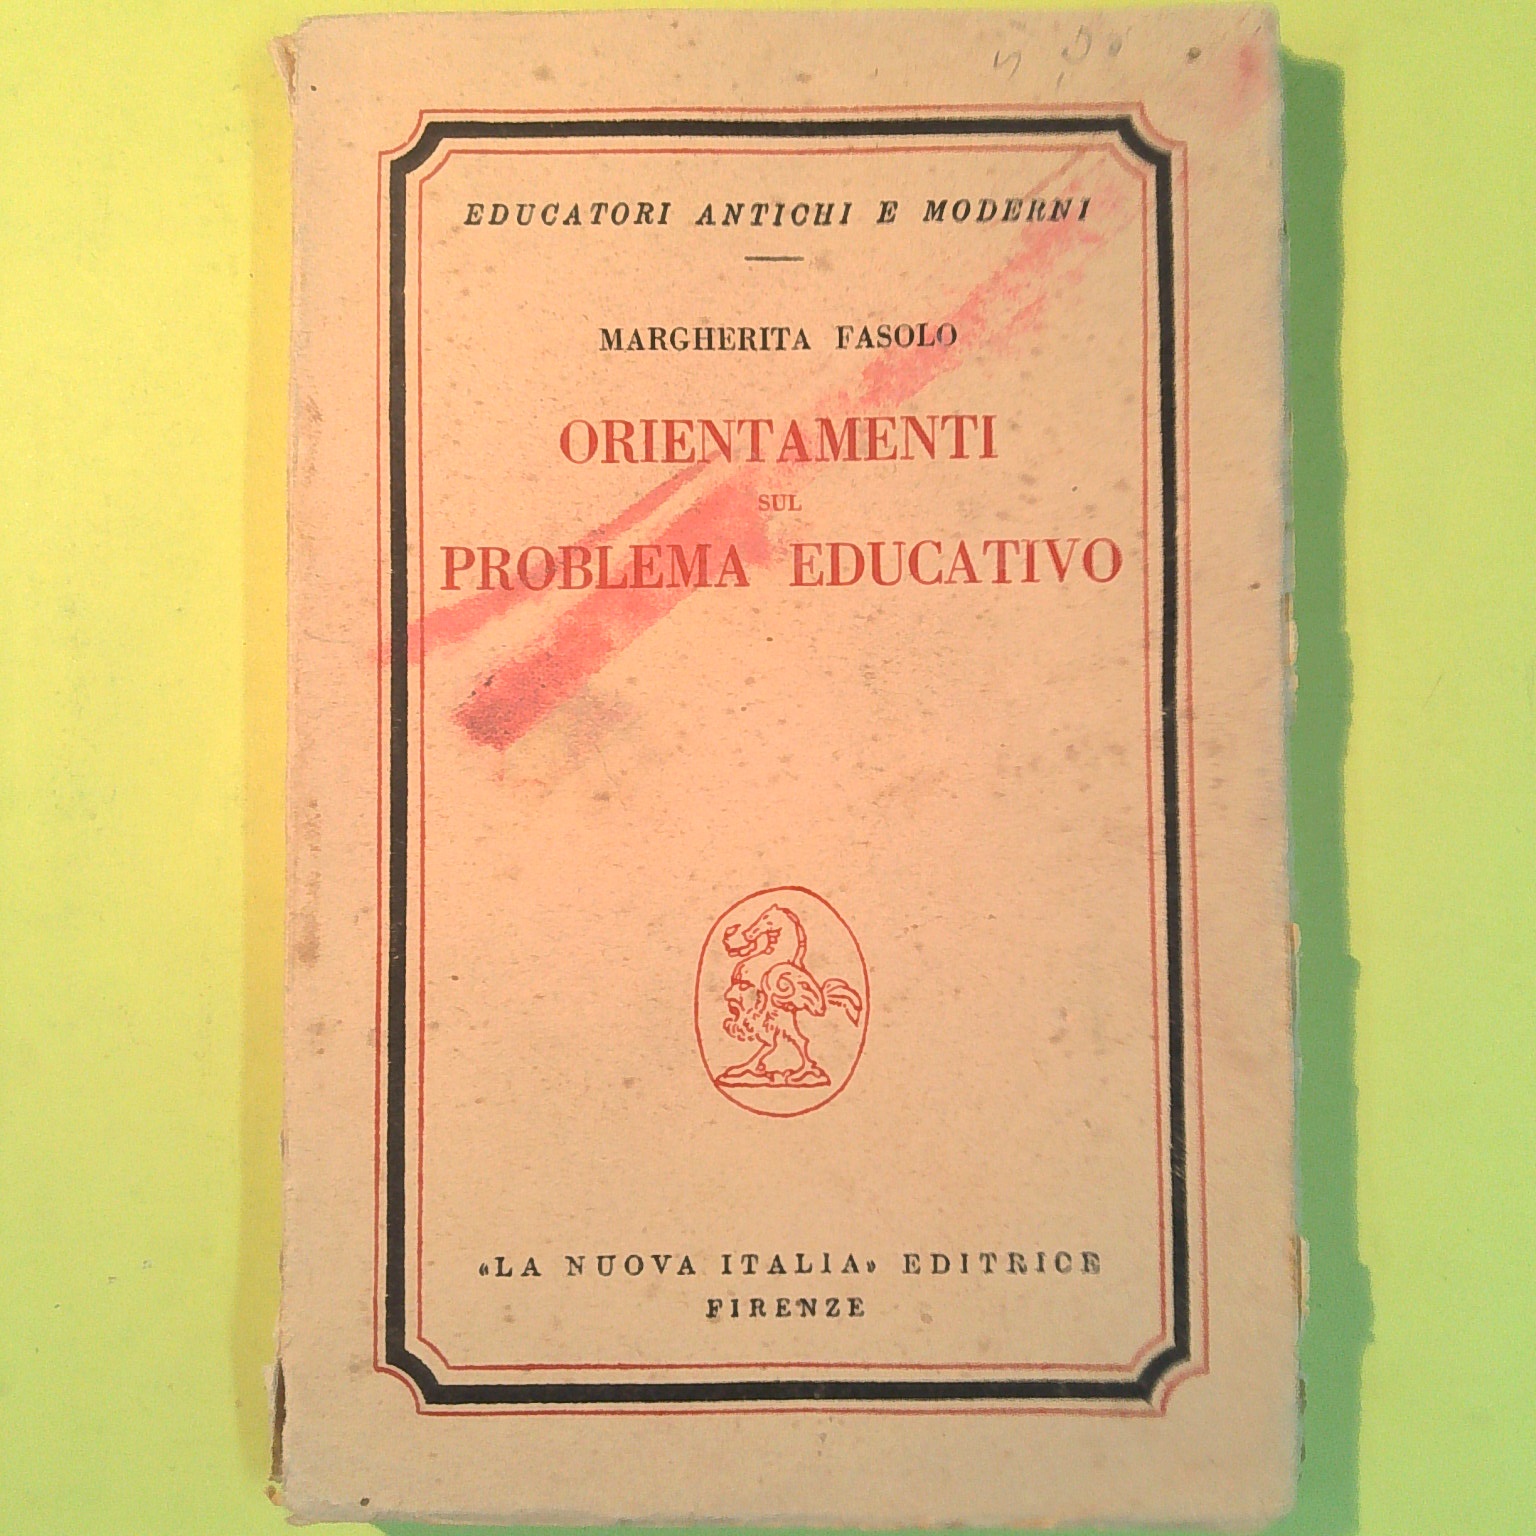 EDUCATORI ANTICHI E MODERNI
MARGHERITA FASOLO
ORIENTAMENTI
SUL
PROBLEMA EDUCATIVO
«LA NUOVA ITALIA» EDITRICE
FIRENZE